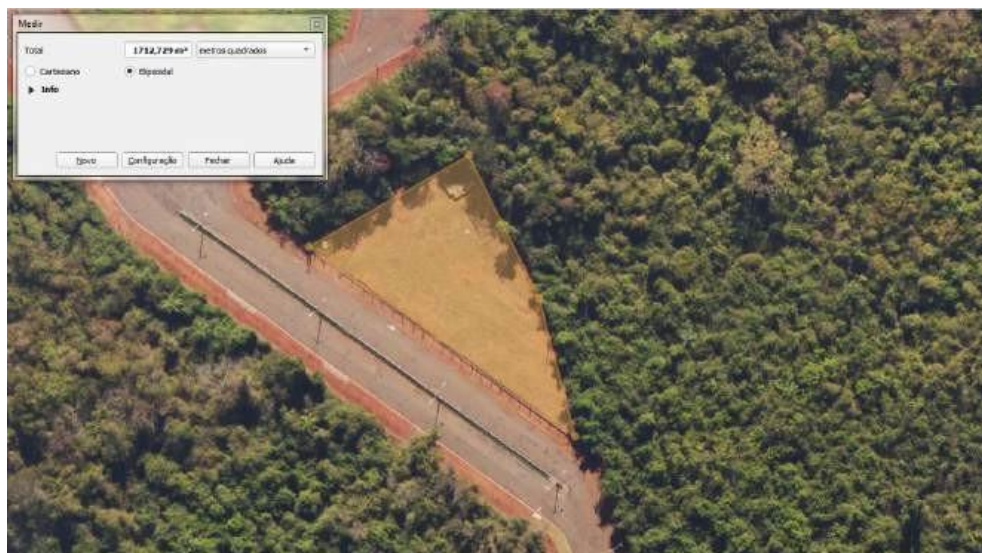 Medir
Total 1712,729 m² metros quadrados
Cartesiano Elipsoidal
Info
Novo Configuração Fechar Ajuda